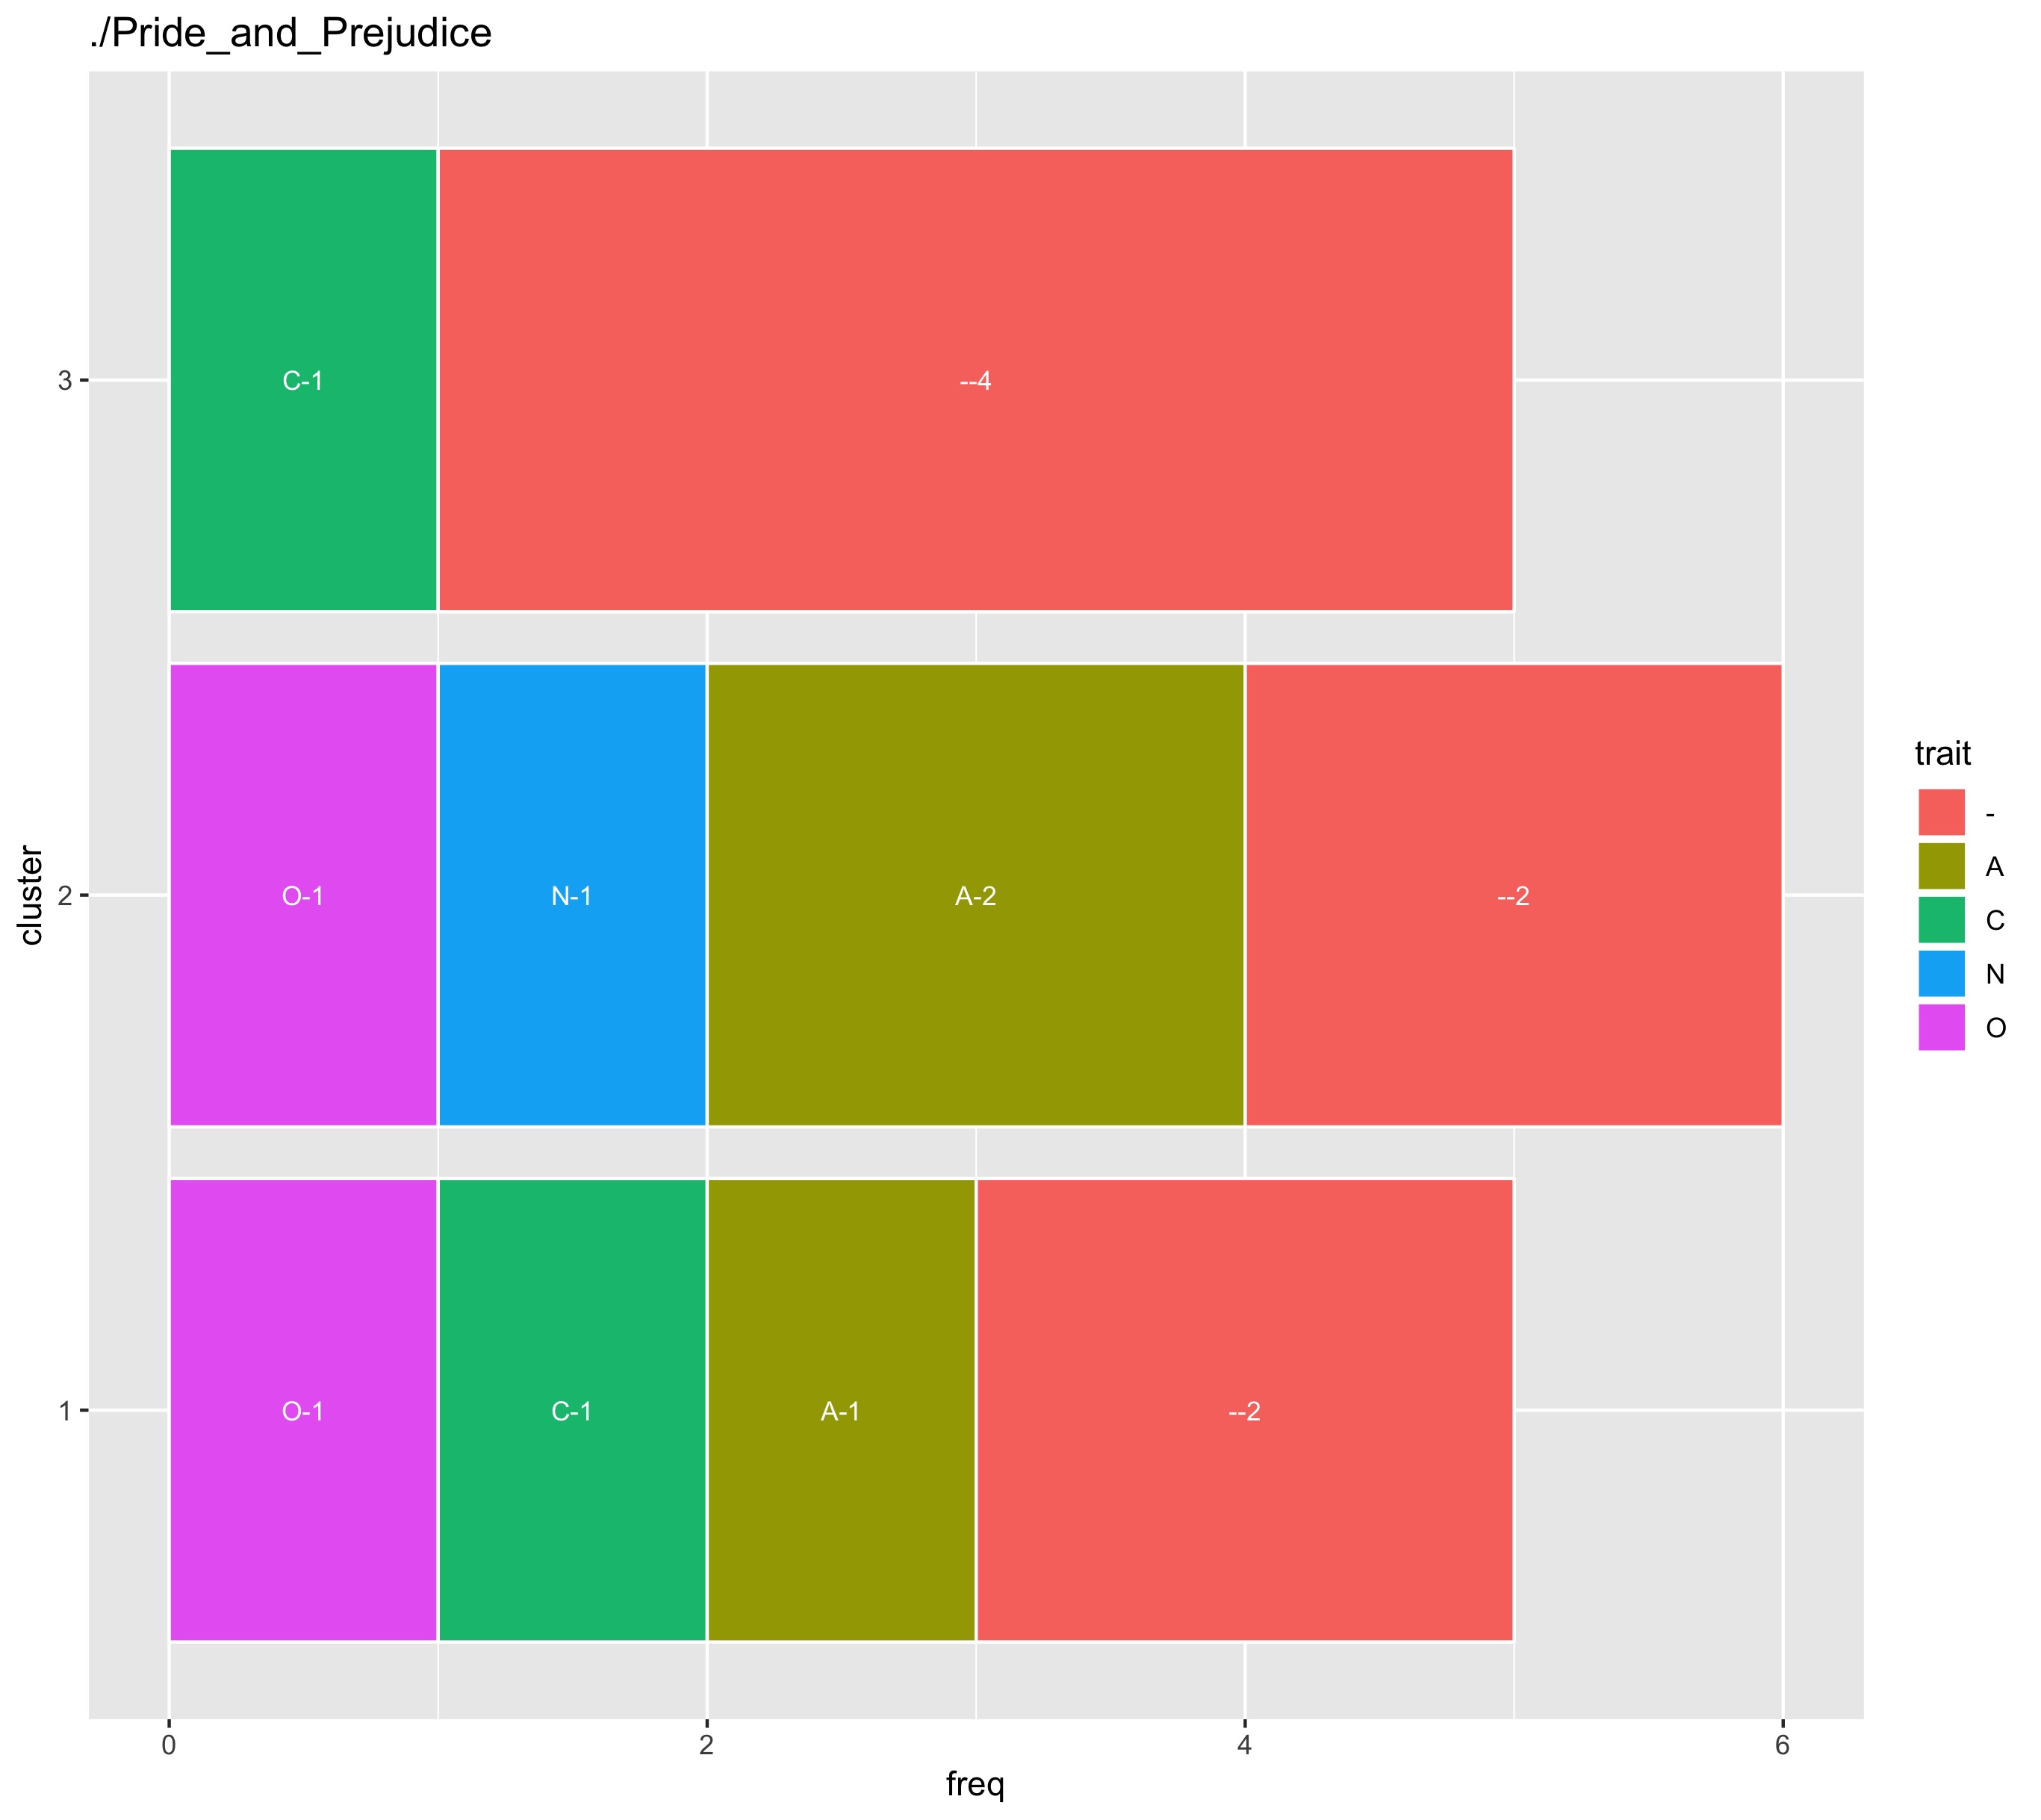 ./Pride_and_Prejudice
3
C-1
--4
cluster
2
O-1
N-1
A-2
--2
1
O-1
C-1
A-1
--2
0
2
4
6
freq
trait
-
A
C
N
O